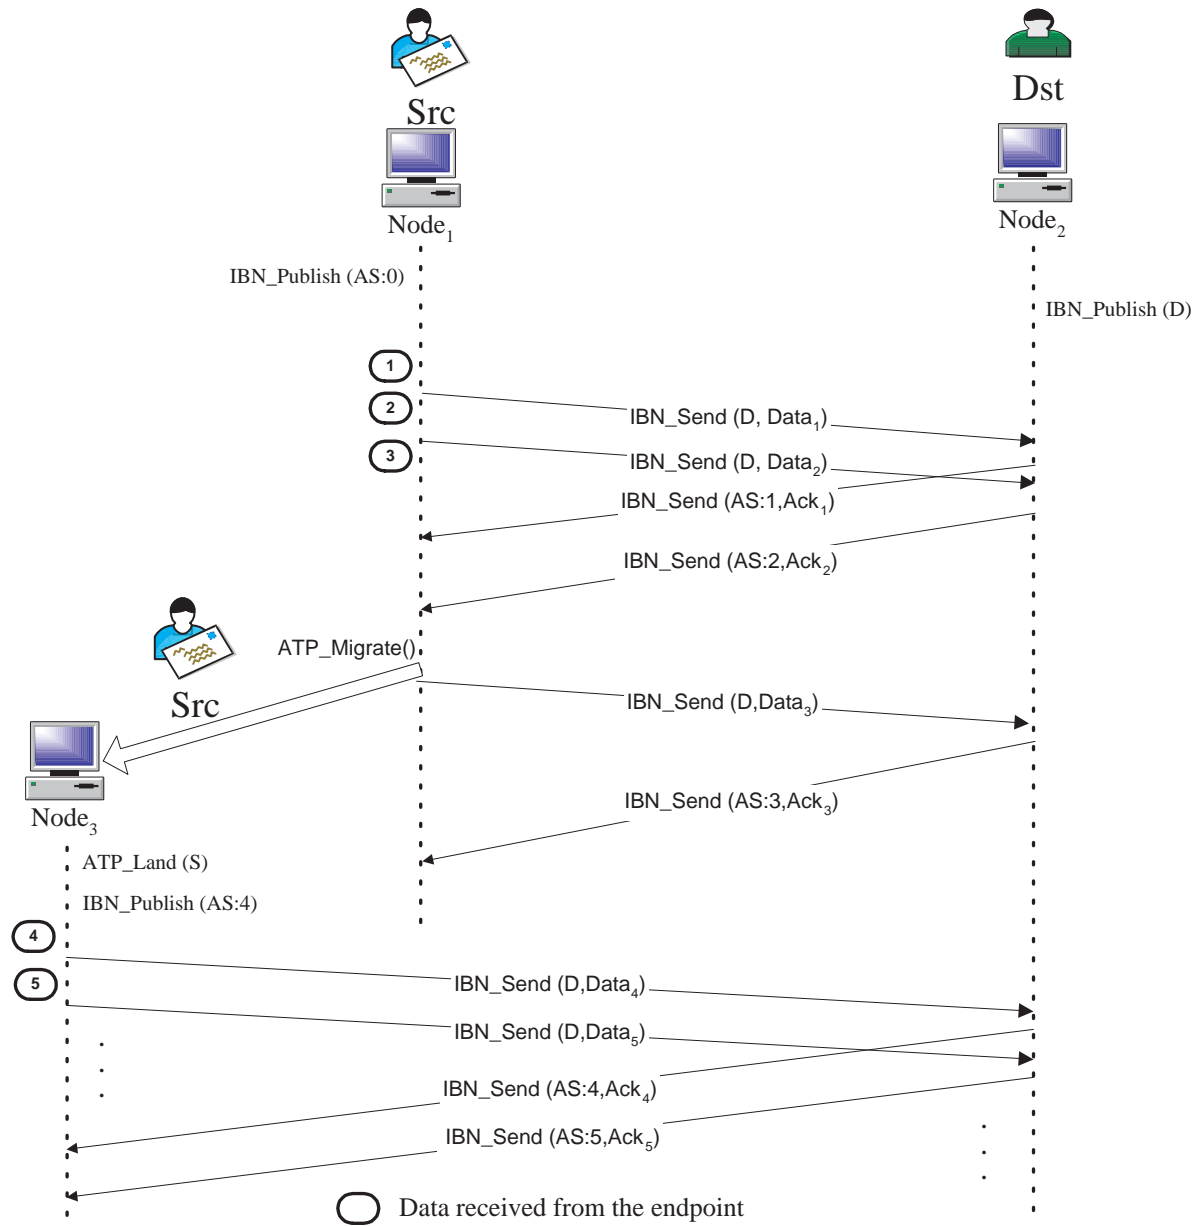 Src
Dst
Node₁
Node₂
IBN_Publish (AS:0)
IBN_Publish (D)
1
2
IBN_Send (D, Data₁)
3
IBN_Send (D, Data₂)
IBN_Send (AS:1,Ack₁)
IBN_Send (AS:2,Ack₂)
ATP_Migrate()
Src
IBN_Send (D,Data₃)
IBN_Send (AS:3,Ack₃)
Node₃
ATP_Land (S)
IBN_Publish (AS:4)
4
5
IBN_Send (D,Data₄)
IBN_Send (D,Data₅)
IBN_Send (AS:4,Ack₄)
IBN_Send (AS:5,Ack₅)
Data received from the endpoint